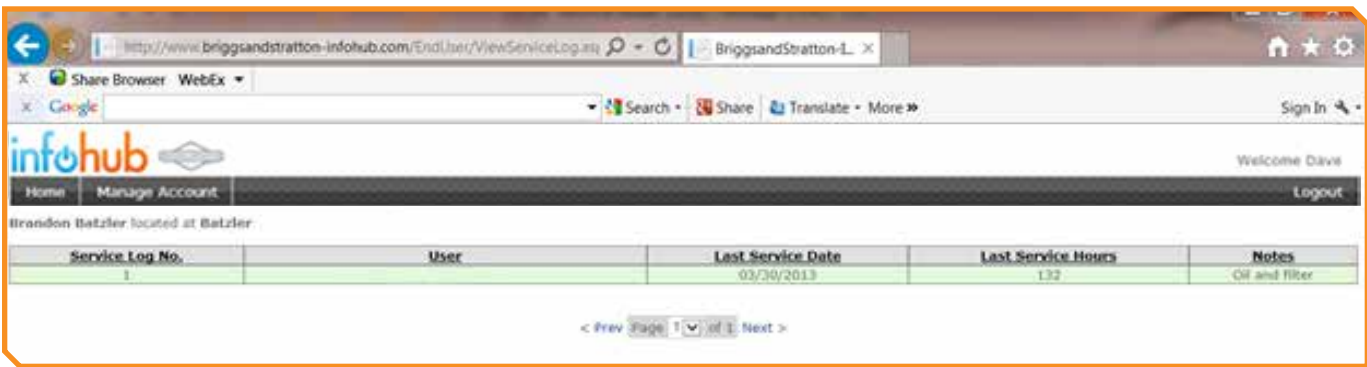 http://www.briggsandstratton-infohub.com/EndUser/ViewServiceLog.as BriggsandStratton-I... ×
X Share Browser WebEx
x Google Search Share Translate More » Sign In
infohub
Welcome Dave
Home Manage Account Logout
Brandon Batzler located at Batzler
Service Log No. User Last Service Date Last Service Hours Notes
1 03/30/2013 132 Oil and filter
< Prev Page 1 of 1 Next >